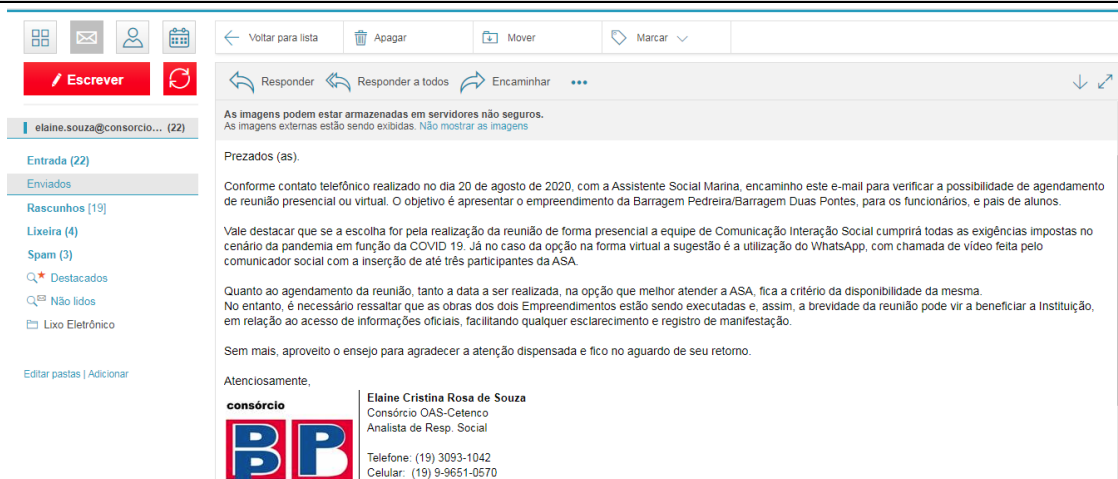 Voltar para lista
Apagar
Mover
Marcar
Escrever
Responder
Responder a todos
Encaminhar
As imagens podem estar armazenadas em servidores não seguros.
As imagens externas estão sendo exibidas. Não mostrar as imagens
elaine.souza@consorcio... (22)
Entrada (22)
Enviados
Rascunhos [19]
Lixeira (4)
Spam (3)
Destacados
Não lidos
Lixo Eletrônico
Editar pastas | Adicionar
Prezados (as).
Conforme contato telefônico realizado no dia 20 de agosto de 2020, com a Assistente Social Marina, encaminho este e-mail para verificar a possibilidade de agendamento
de reunião presencial ou virtual. O objetivo é apresentar o empreendimento da Barragem Pedreira/Barragem Duas Pontes, para os funcionários, e pais de alunos.
Vale destacar que se a escolha for pela realização da reunião de forma presencial a equipe de Comunicação Interação Social cumprirá todas as exigências impostas no
cenário da pandemia em função da COVID 19. Já no caso da opção na forma virtual a sugestão é a utilização do WhatsApp, com chamada de vídeo feita pelo
comunicador social com a inserção de até três participantes da ASA.
Quanto ao agendamento da reunião, tanto a data a ser realizada, na opção que melhor atender a ASA, fica a critério da disponibilidade da mesma.
No entanto, é necessário ressaltar que as obras dos dois Empreendimentos estão sendo executadas e, assim, a brevidade da reunião pode vir a beneficiar a Instituição,
em relação ao acesso de informações oficiais, facilitando qualquer esclarecimento e registro de manifestação.
Sem mais, aproveito o ensejo para agradecer a atenção dispensada e fico no aguardo de seu retorno.
Atenciosamente,
consórcio
BPB
Elaine Cristina Rosa de Souza
Consórcio OAS-Cetenco
Analista de Resp. Social
Telefone: (19) 3093-1042
Celular: (19) 9-9651-0570